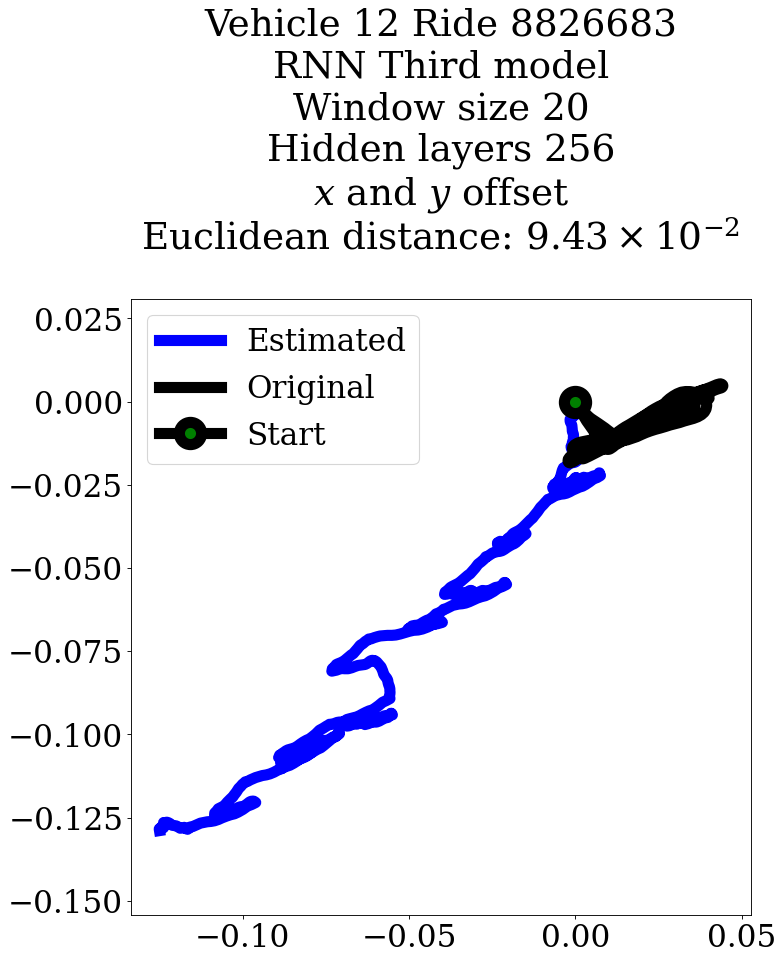 Vehicle 12 Ride 8826683
RNN Third model
Window size 20
Hidden layers 256
x and y offset
Euclidean distance: 9.43 × 10⁻²
Estimated
Original
Start
0.025
0.000
−0.025
−0.050
−0.075
−0.100
−0.125
−0.150
−0.10
−0.05
0.00
0.05